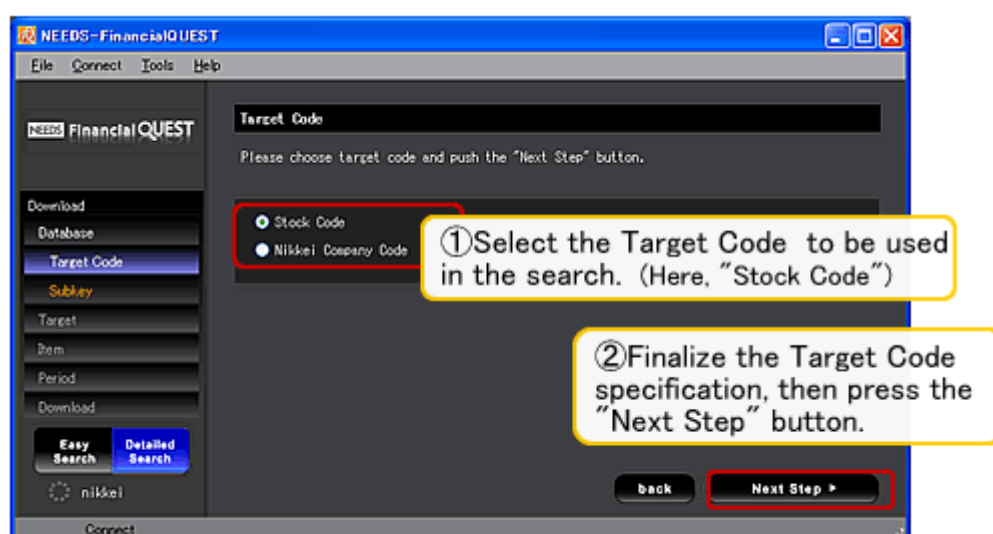 NEEDS-FinancialQUEST
File Connect Tools Help
NEEDS Financial QUEST
Target Code
Please choose target code and push the "Next Step" button.
Download
Database
Target Code
Subkey
Target
Item
Period
Download
Easy Search
Detailed Search
nikkei
Stock Code
Nikkei Company Code
①Select the Target Code to be used
in the search. (Here, "Stock Code")
②Finalize the Target Code
specification, then press the
"Next Step" button.
back
Next Step
Connect